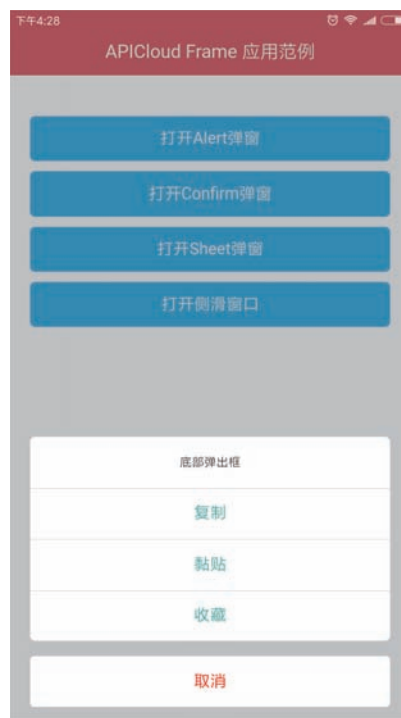 下午4:28
APICloud Frame 应用范例
打开Alert弹窗
打开Confirm弹窗
打开Sheet弹窗
打开侧滑窗口
底部弹出框
复制
黏贴
收藏
取消